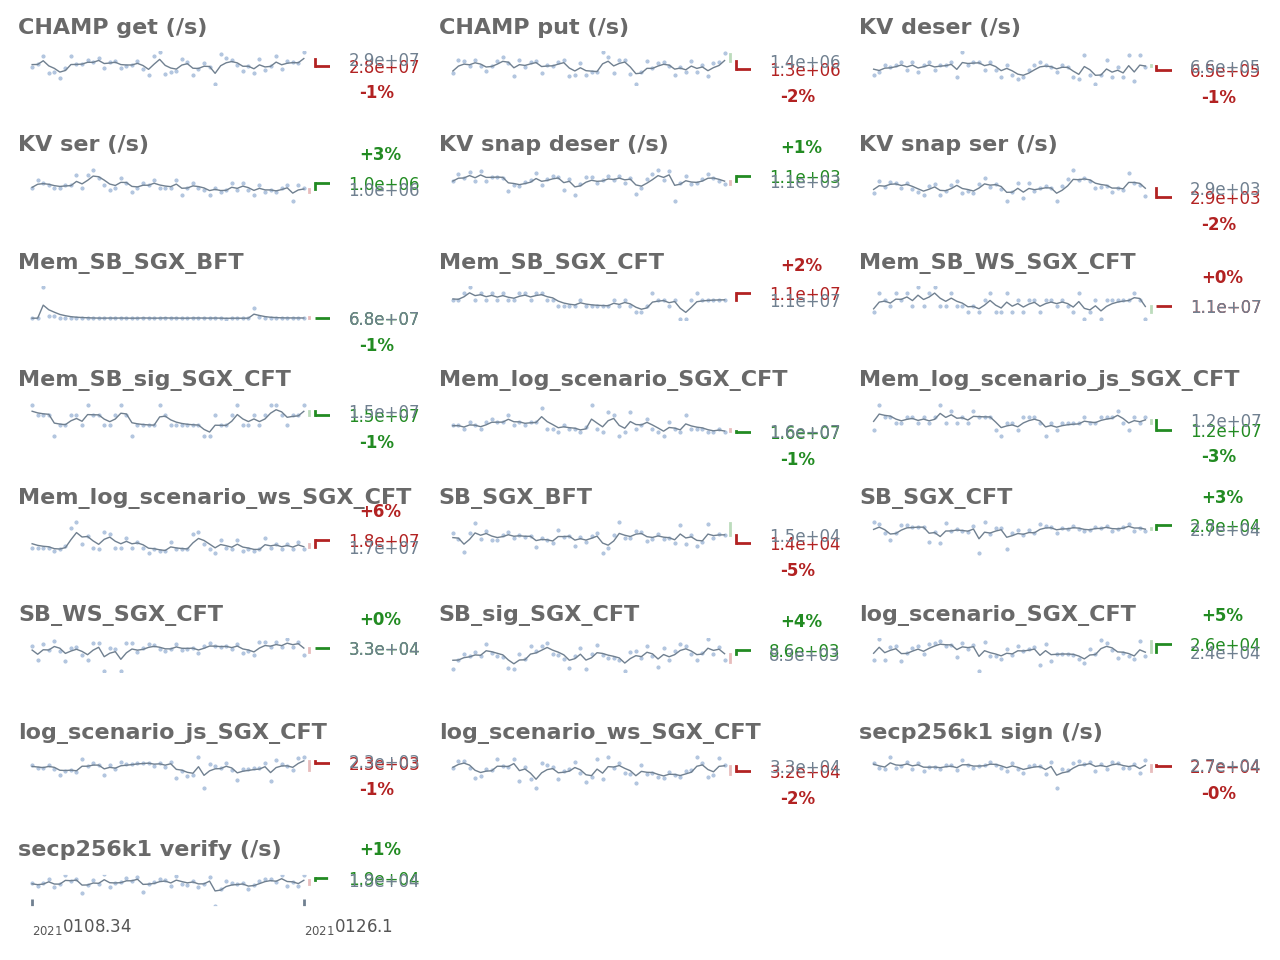 CHAMP get (/s)
2.9e+07
2.8e+07
-1%
CHAMP put (/s)
1.4e+06
1.3e+06
-2%
KV deser (/s)
6.6e+05
6.5e+05
-1%
KV ser (/s)
+3%
1.0e+06
1.0e+06
KV snap deser (/s)
+1%
1.1e+03
1.1e+03
KV snap ser (/s)
2.9e+03
2.9e+03
-2%
Mem_SB_SGX_BFT
6.8e+07
-1%
Mem_SB_SGX_CFT
+2%
1.1e+07
1.1e+07
Mem_SB_WS_SGX_CFT
+0%
1.1e+07
Mem_SB_sig_SGX_CFT
1.5e+07
1.5e+07
-1%
Mem_log_scenario_SGX_CFT
1.6e+07
1.6e+07
-1%
Mem_log_scenario_js_SGX_CFT
1.2e+07
1.2e+07
-3%
Mem_log_scenario_ws_SGX_CFT
+6%
1.8e+07
1.7e+07
SB_SGX_BFT
1.5e+04
1.4e+04
-5%
SB_SGX_CFT
+3%
2.8e+04
2.7e+04
SB_WS_SGX_CFT
+0%
3.3e+04
SB_sig_SGX_CFT
+4%
8.6e+03
8.3e+03
log_scenario_SGX_CFT
+5%
2.6e+04
2.4e+04
log_scenario_js_SGX_CFT
2.3e+03
2.3e+03
-1%
log_scenario_ws_SGX_CFT
3.3e+04
3.2e+04
-2%
secp256k1 sign (/s)
2.7e+04
2.7e+04
-0%
secp256k1 verify (/s)
+1%
1.9e+04
1.8e+04
20210108.34
20210126.1